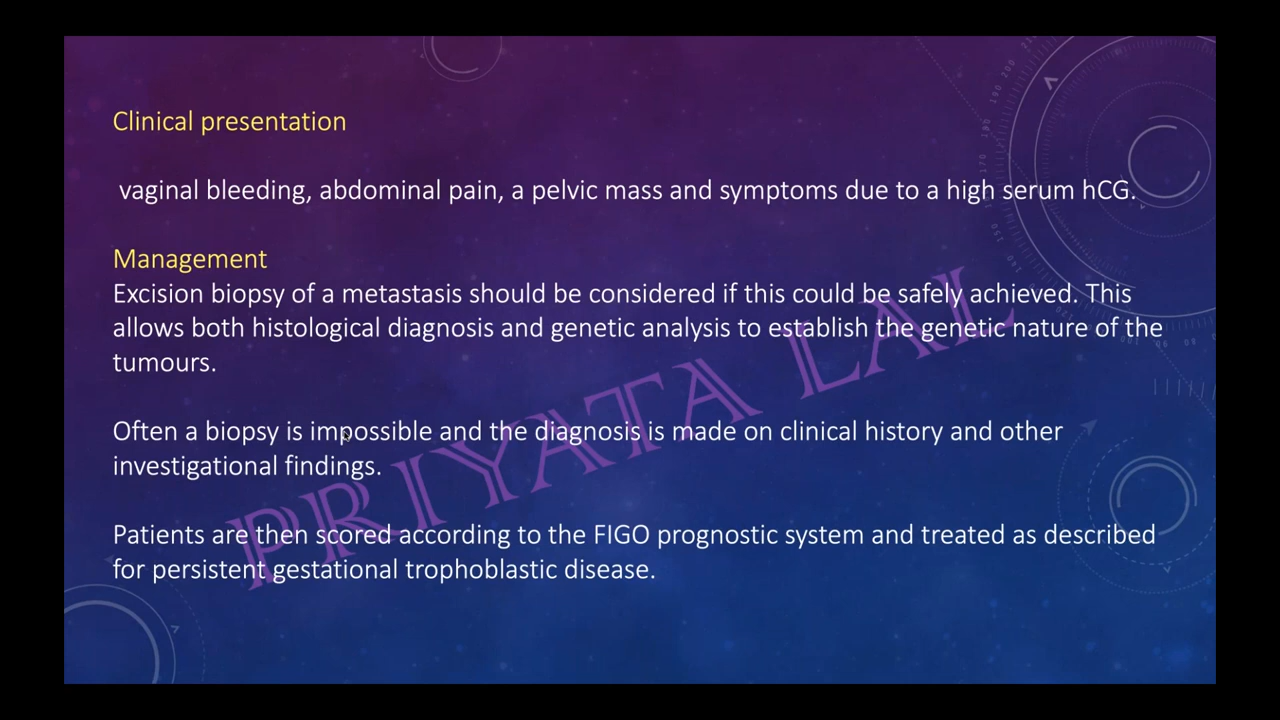 Clinical presentation
vaginal bleeding, abdominal pain, a pelvic mass and symptoms due to a high serum hCG.
Management
Excision biopsy of a metastasis should be considered if this could be safely achieved. This
allows both histological diagnosis and genetic analysis to establish the genetic nature of the
tumours.
Often a biopsy is impossible and the diagnosis is made on clinical history and other
investigational findings.
Patients are then scored according to the FIGO prognostic system and treated as described
for persistent gestational trophoblastic disease.
PRIYATA LAL